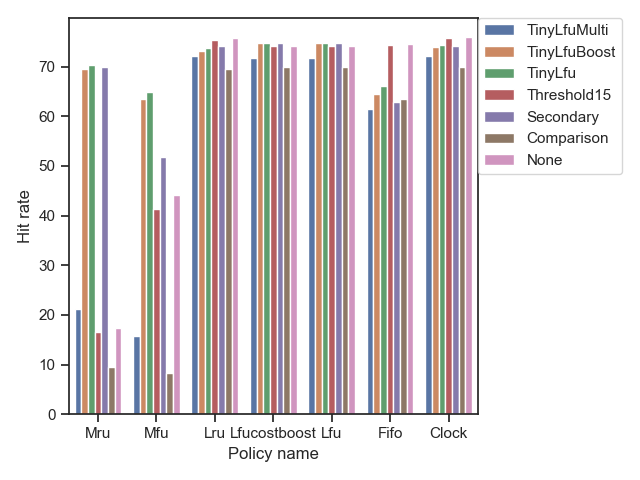 TinyLfuMulti
TinyLfuBoost
TinyLfu
Threshold15
Secondary
Comparison
None
Hit rate
70
60
50
40
30
20
10
0
Mru Mfu Lru Lfucostboost Lfu Fifo Clock
Policy name